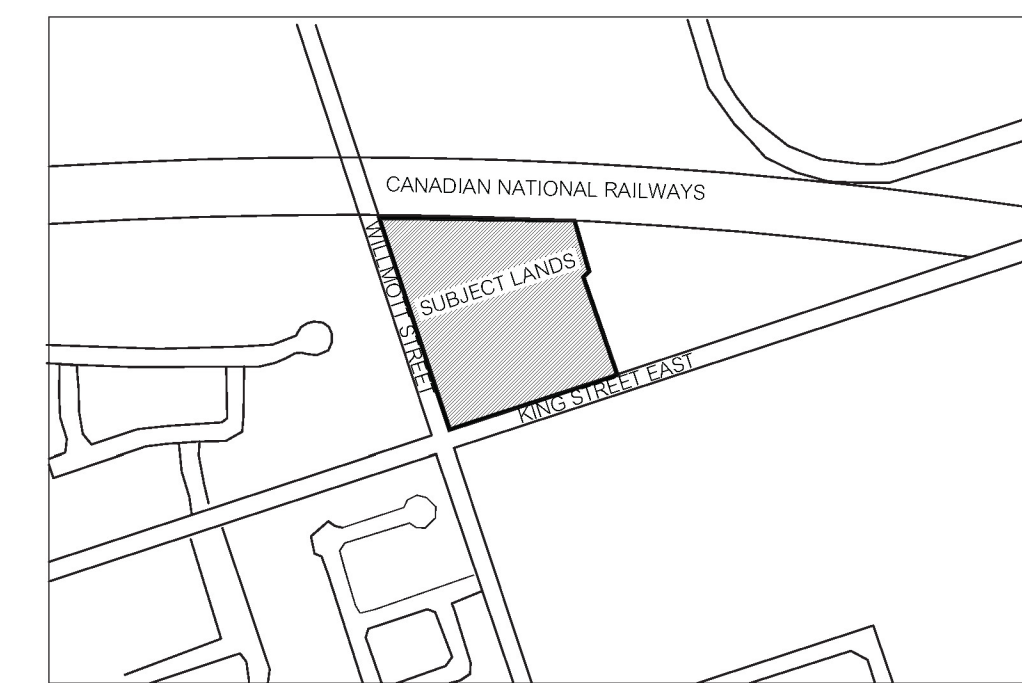 CANADIAN NATIONAL RAILWAYS
WILLMOTT STREET
SUBJECT LANDS
KING STREET EAST